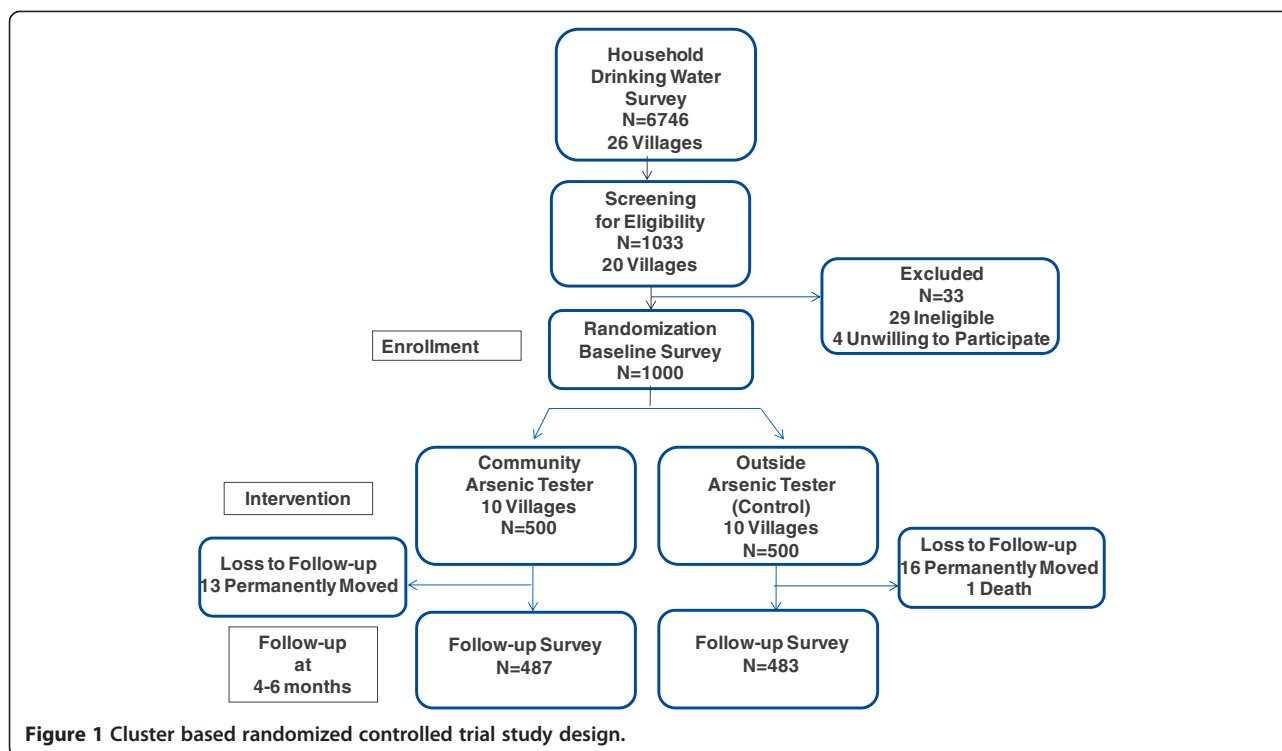 Household
Drinking Water
Survey
N=6746
26 Villages
Screening
for Eligibility
N=1033
20 Villages
Excluded
N=33
29 Ineligible
4 Unwilling to Participate
Enrollment
Randomization
Baseline Survey
N=1000
Intervention
Community
Arsenic Tester
10 Villages
N=500
Outside
Arsenic Tester
(Control)
10 Villages
N=500
Loss to Follow-up
13 Permanently Moved
Loss to Follow-up
16 Permanently Moved
1 Death
Follow-up
at
4-6 months
Follow-up Survey
N=487
Follow-up Survey
N=483
Figure 1 Cluster based randomized controlled trial study design.